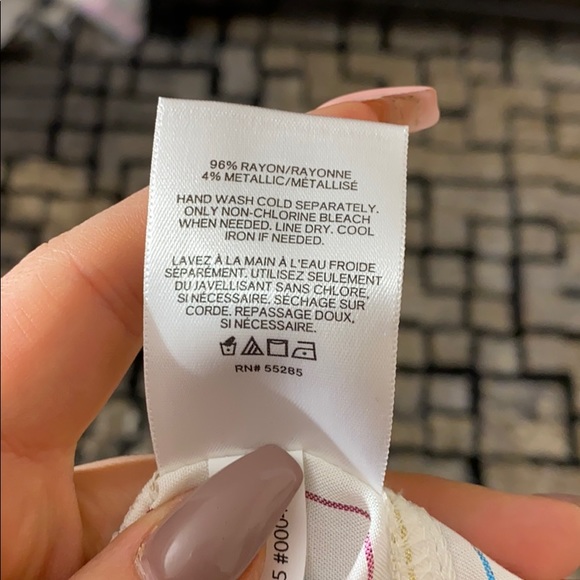 96% RAYON/RAYONNE
4% METALLIC/MÉTALLISÉ
HAND WASH COLD SEPARATELY.
ONLY NON-CHLORINE BLEACH
WHEN NEEDED. LINE DRY. COOL
IRON IF NEEDED.
LAVEZ À LA MAIN À L'EAU FROIDE
SÉPARÉMENT. UTILISEZ SEULEMENT
DU JAVELLISANT SANS CHLORE,
SI NÉCESSAIRE. SÉCHAGE SUR
CORDE. REPASSAGE DOUX,
SI NÉCESSAIRE.
RN# 55285
5 #000-